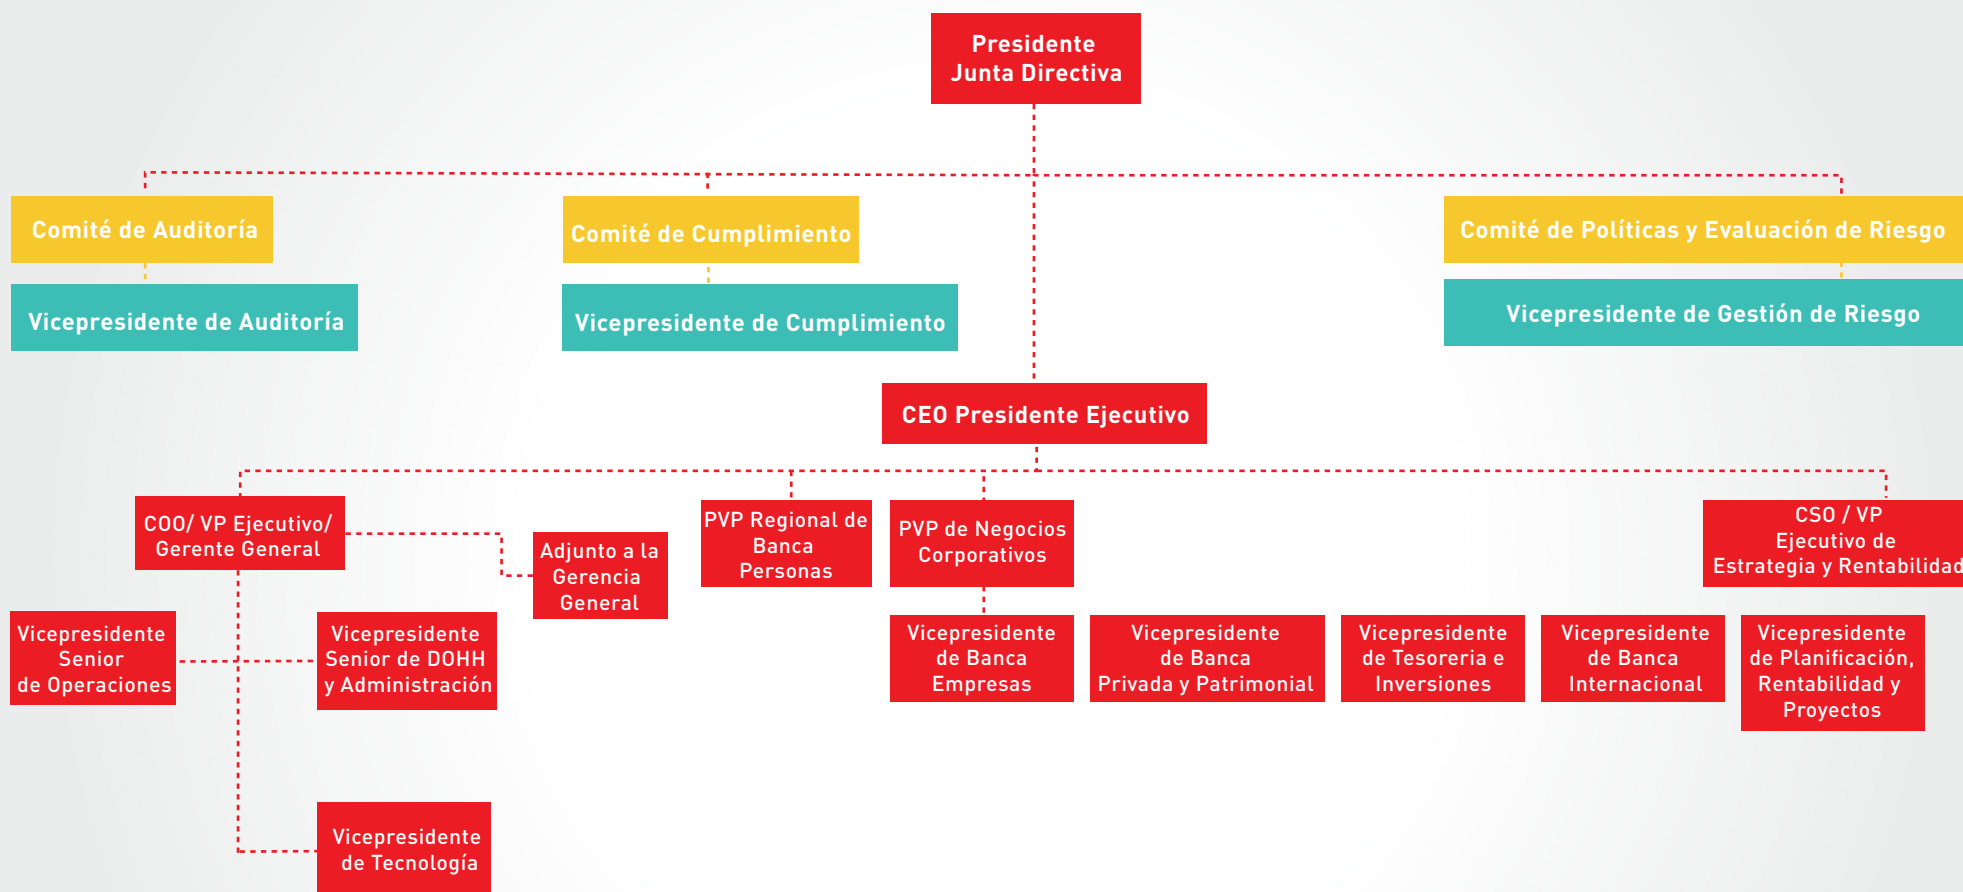 Presidente
Junta Directiva
Comité de Auditoría
Comité de Cumplimiento
Comité de Políticas y Evaluación de Riesgo
Vicepresidente de Auditoría
Vicepresidente de Cumplimiento
Vicepresidente de Gestión de Riesgo
CEO Presidente Ejecutivo
COO/ VP Ejecutivo/
Gerente General
Adjunto a la
Gerencia
General
PVP Regional de
Banca
Personas
PVP de Negocios
Corporativos
CSO / VP
Ejecutivo de
Estrategia y Rentabilidad
Vicepresidente
Senior
de Operaciones
Vicepresidente
Senior de DOHH
y Administración
Vicepresidente
de Banca
Empresas
Vicepresidente
de Banca
Privada y Patrimonial
Vicepresidente
de Tesoreria e
Inversiones
Vicepresidente
de Banca
Internacional
Vicepresidente
de Planificación,
Rentabilidad y
Proyectos
Vicepresidente
de Tecnología